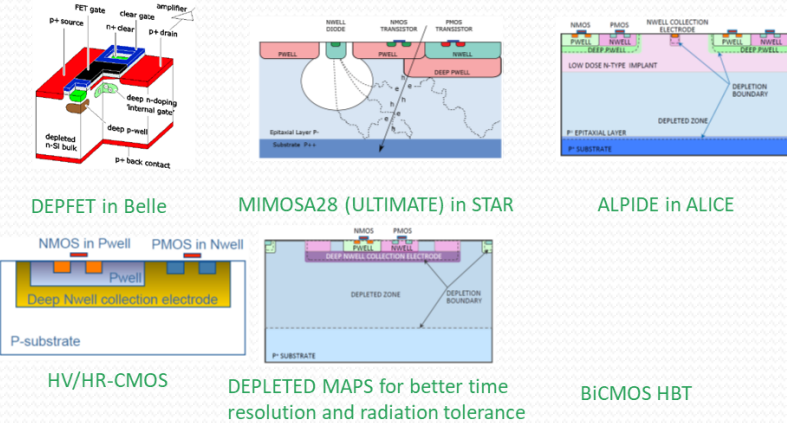 amplifier
FET gate
clear gate
p+ source
n+ clear
p+ drain
deep n-doping
'internal gate'
deep p-well
depleted
n-Si bulk
p+ back contact
DEPFET in Belle
NWELL
DIODE
NMOS
TRANSISTOR
PMOS
TRANSISTOR
PWELL
PWELL
NWELL
DEEP PWELL
h
e
h
e
h
e
h
e
Epitaxial Layer P-
Substrate P++
MIMOSA28 (ULTIMATE) in STAR
NMOS
PMOS
NWELL COLLECTION
ELECTRODE
PWELL
NWELL
DEEP PWELL
PWELL
NWELL
DEEP PWELL
LOW DOSE N-TYPE IMPLANT
DEPLETION
BOUNDARY
DEPLETED ZONE
P⁻ EPITAXIAL LAYER
P⁺ SUBSTRATE
ALPIDE in ALICE
NMOS in Pwell
PMOS in Nwell
Pwell
Deep Nwell collection electrode
P-substrate
HV/HR-CMOS
NMOS
PMOS
PWELL
NWELL
DEEP NWELL COLLECTION ELECTRODE
DEPLETED ZONE
DEPLETION
BOUNDARY
P⁺ SUBSTRATE
DEPLETED MAPS for better time
resolution and radiation tolerance
BiCMOS HBT